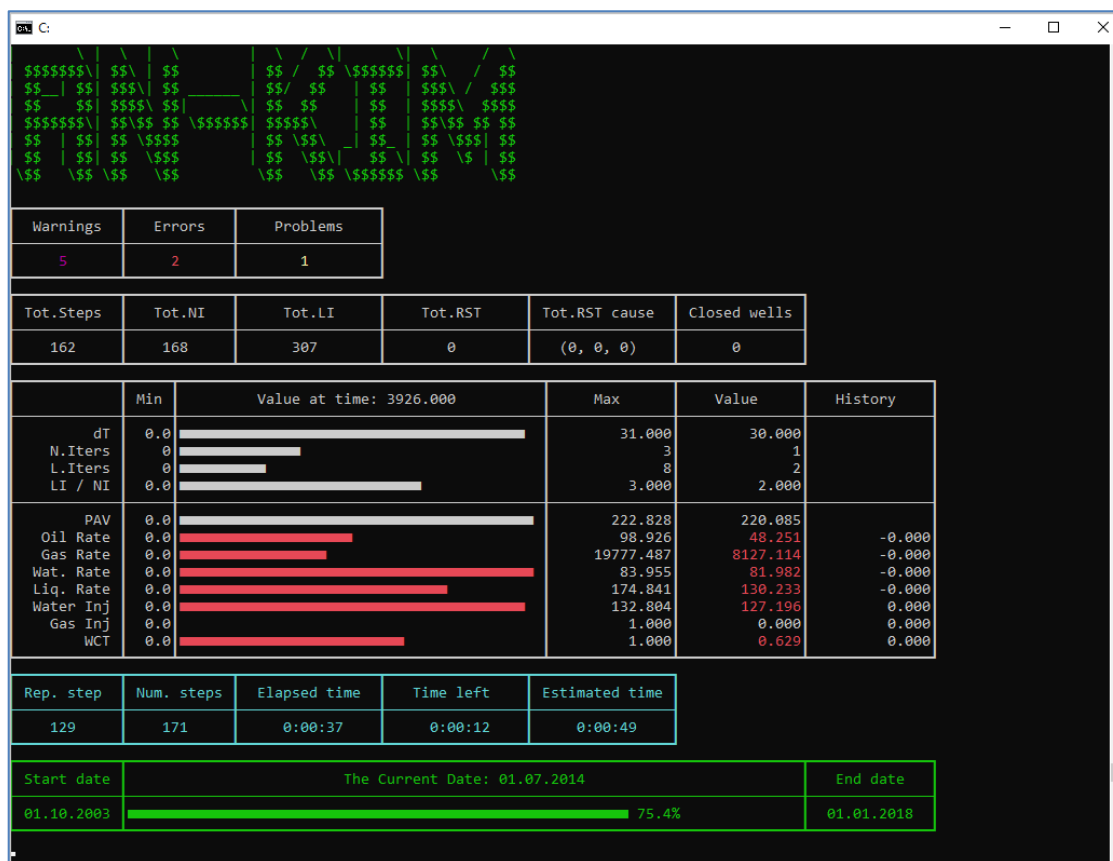 C:
RN-KIM
Warnings Errors Problems
5 2 1
Tot.Steps Tot.NI Tot.LI Tot.RST Tot.RST cause Closed wells
162 168 307 0 (0, 0, 0) 0
Min Value at time: 3926.000 Max Value History
dT 0.0 31.000 30.000
N.Iters 0 3 1
L.Iters 0 8 2
LI / NI 0.0 3.000 2.000
PAV 0.0 222.828 220.085
Oil Rate 0.0 98.926 48.251 -0.000
Gas Rate 0.0 19777.487 8127.114 -0.000
Wat. Rate 0.0 83.955 81.982 -0.000
Liq. Rate 0.0 174.841 130.233 -0.000
Water Inj 0.0 132.804 127.196 0.000
Gas Inj 0.0 1.000 0.000 0.000
WCT 0.0 1.000 0.629 0.000
Rep. step Num. steps Elapsed time Time left Estimated time
129 171 0:00:37 0:00:12 0:00:49
Start date The Current Date: 01.07.2014 End date
01.10.2003 75.4% 01.01.2018